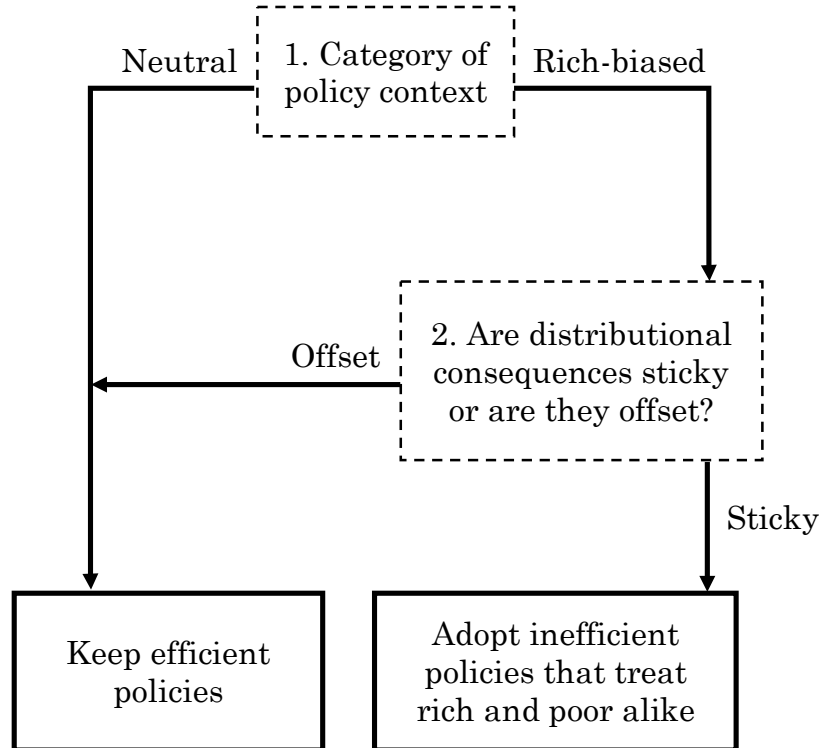 Neutral
1. Category of
policy context
Rich-biased
2. Are distributional
consequences sticky
or are they offset?
Offset
Sticky
Keep efficient
policies
Adopt inefficient
policies that treat
rich and poor alike